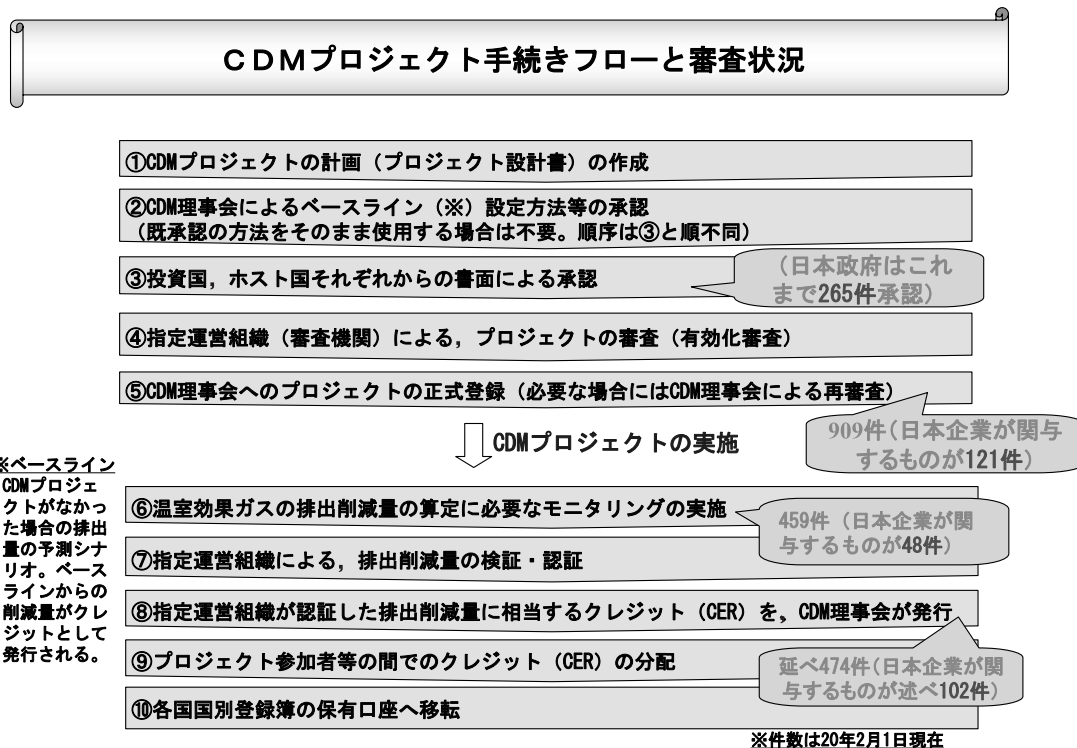 CDMプロジェクト手続きフローと審査状況
①CDMプロジェクトの計画（プロジェクト設計書）の作成
②CDM理事会によるベースライン（※）設定方法等の承認
（既承認の方法をそのまま使用する場合は不要。順序は③と順不同）
③投資国，ホスト国それぞれからの書面による承認
（日本政府はこれ
まで265件承認）
④指定運営組織（審査機関）による，プロジェクトの審査（有効化審査）
⑤CDM理事会へのプロジェクトの正式登録（必要な場合にはCDM理事会による再審査）
909件（日本企業が関与
するものが121件）
CDMプロジェクトの実施
※ベースライン
CDMプロジェ
クトがなかっ
た場合の排出
量の予測シナ
リオ。ベース
ラインからの
削減量がクレ
ジットとして
発行される。
⑥温室効果ガスの排出削減量の算定に必要なモニタリングの実施
459件（日本企業が関
与するものが48件）
⑦指定運営組織による，排出削減量の検証・認証
⑧指定運営組織が認証した排出削減量に相当するクレジット（CER）を、CDM理事会が発行
⑨プロジェクト参加者等の間でのクレジット（CER）の分配
延べ474件（日本企業が関
与するものが述べ102件）
⑩各国国別登録簿の保有口座へ移転
※件数は20年2月1日現在